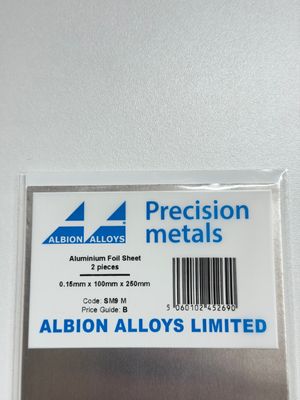 Precision
metals
ALBION ALLOYS
Aluminium Foil Sheet
2 pieces
0.15mm x 100mm x 250mm
Code: SM9 M
Price Guide: B
5 060102 452690
ALBION ALLOYS LIMITED